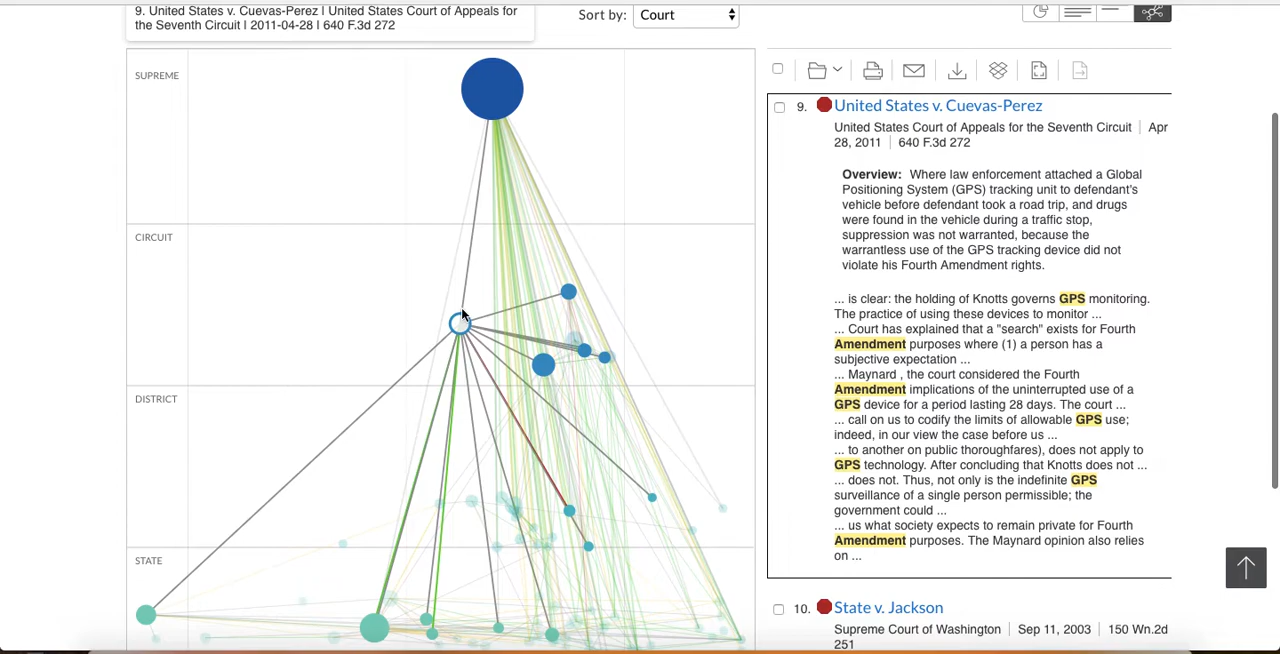 9. United States v. Cuevas-Perez | United States Court of Appeals for
the Seventh Circuit | 2011-04-28 | 640 F.3d 272
Sort by:
Court
SUPREME
CIRCUIT
DISTRICT
STATE
9. United States v. Cuevas-Perez
United States Court of Appeals for the Seventh Circuit | Apr
28, 2011 | 640 F.3d 272
Overview: Where law enforcement attached a Global
Positioning System (GPS) tracking unit to defendant's
vehicle before defendant took a road trip, and drugs
were found in the vehicle during a traffic stop,
suppression was not warranted, because the
warrantless use of the GPS tracking device did not
violate his Fourth Amendment rights.
... is clear: the holding of Knotts governs GPS monitoring.
The practice of using these devices to monitor ...
... Court has explained that a "search" exists for Fourth
Amendment purposes where (1) a person has a
subjective expectation ...
... Maynard , the court considered the Fourth
Amendment implications of the uninterrupted use of a
GPS device for a period lasting 28 days. The court ...
... call on us to codify the limits of allowable GPS use;
indeed, in our view the case before us ...
... to another on public thoroughfares), does not apply to
GPS technology. After concluding that Knotts does not ...
... does not. Thus, not only is the indefinite GPS
surveillance of a single person permissible; the
government could ...
... us what society expects to remain private for Fourth
Amendment purposes. The Maynard opinion also relies
on ...
10. State v. Jackson
Supreme Court of Washington | Sep 11, 2003 | 150 Wn.2d
251